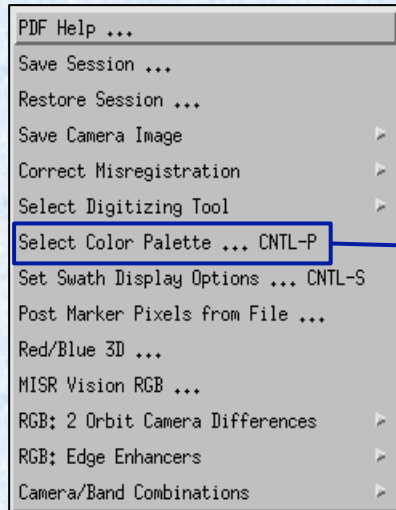 PDF Help ...
Save Session ...
Restore Session ...
Save Camera Image
Correct Misregistration
Select Digitizing Tool
Select Color Palette ... CNTL-P
Set Swath Display Options ... CNTL-S
Post Marker Pixels from File ...
Red/Blue 3D ...
MISR Vision RGB ...
RGB: 2 Orbit Camera Differences
RGB: Edge Enhancers
Camera/Band Combinations